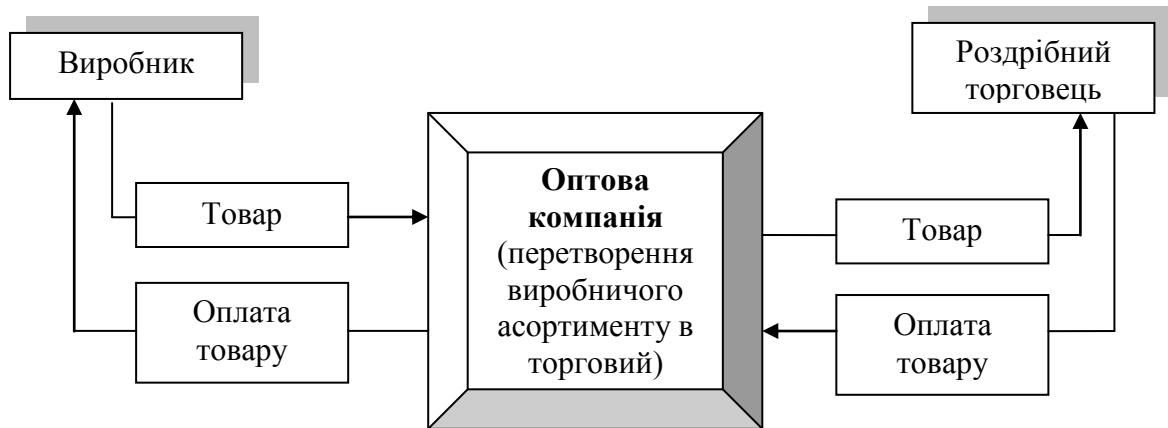 Виробник
Роздрібний
торговець
Оптова
компанія
(перетворення
виробничого
асортименту в
торговий)
Товар
Товар
Оплата
товару
Оплата
товару